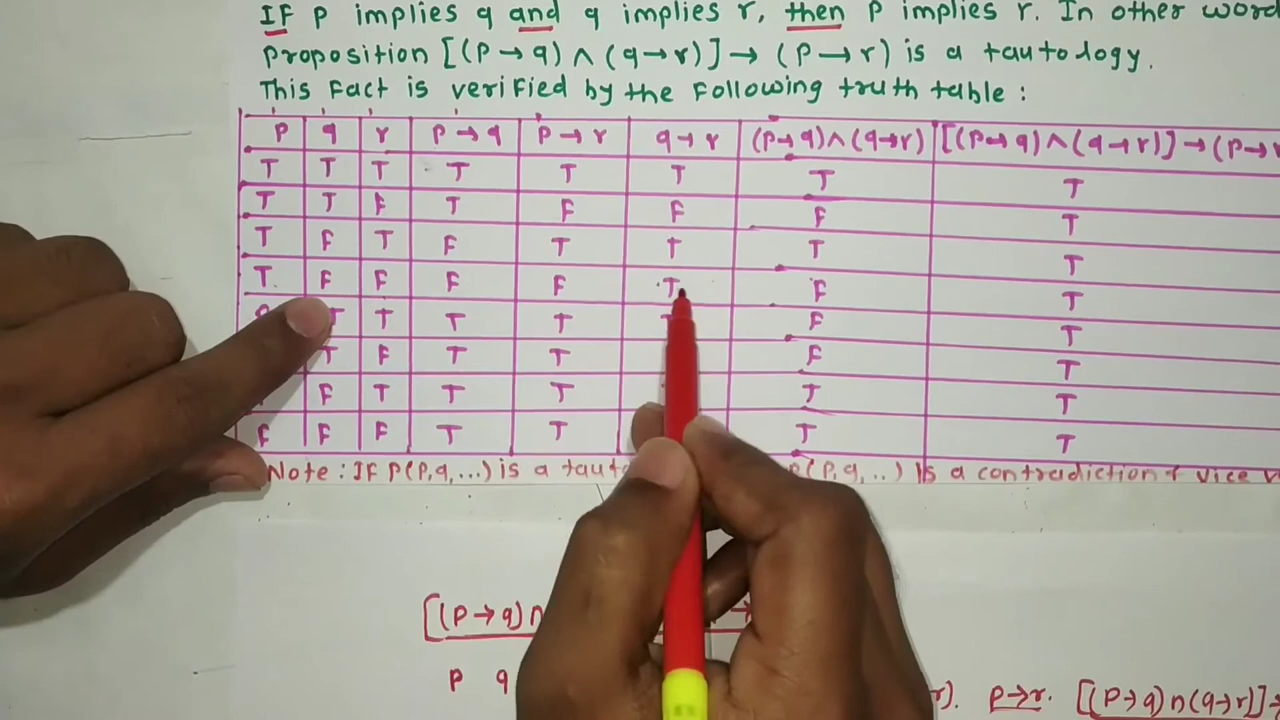 If p implies q and q implies r, then p implies r. In other word
proposition [(p→q) ∧ (q→r)] → (p→r) is a tautology.
This fact is verified by the following truth table :
p q r p→q p→r q→r (p→q)∧(q→r) [(p→q)∧(q→r)]→(p→r
T T T T T T T T
T T F T F F F T
T F T F T T T T
T F F F F T F T
T T T T F T
T F T T F T
F T T T T T
F F F T T T T
Note : If P(p,q,...) is a (p,q,..) is a contradiction & vice
[(p→q)∧
p q r). p→r. [(p→q)∧(q→r)]→